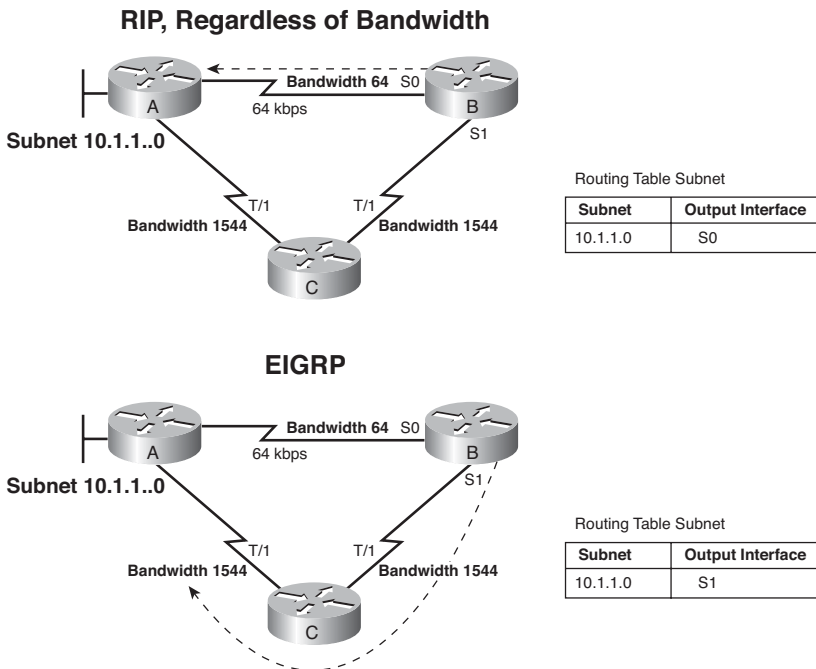 RIP, Regardless of Bandwidth
Bandwidth 64 S0
A
B
64 kbps
S1
Subnet 10.1.1..0
T/1
T/1
Bandwidth 1544
Bandwidth 1544
C
Routing Table Subnet
Subnet Output Interface
10.1.1.0 S0
EIGRP
Bandwidth 64 S0
A
B
64 kbps
S1
Subnet 10.1.1..0
T/1
T/1
Bandwidth 1544
Bandwidth 1544
C
Routing Table Subnet
Subnet Output Interface
10.1.1.0 S1